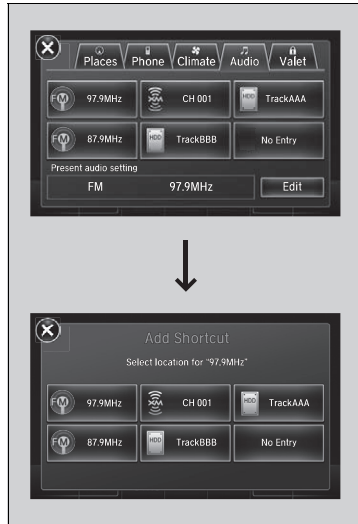 Places Phone Climate Audio Valet
FM 97.9MHz XM CH 001 HDD TrackAAA
FM 87.9MHz HDD TrackBBB No Entry
Present audio setting
FM 97.9MHz Edit
Add Shortcut
Select location for "97.9MHz"
FM 97.9MHz XM CH 001 HDD TrackAAA
FM 87.9MHz HDD TrackBBB No Entry